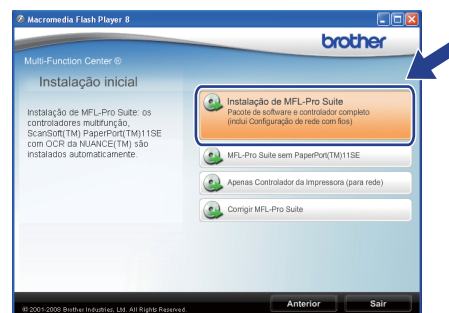 Macromedia Flash Player 8
brother
Multi-Function Center ®
Instalação inicial
Instalação de MFL-Pro Suite: os
controladores multifunção,
ScanSoft(TM) PaperPort(TM)11SE
com OCR da NUANCE(TM) são
instalados automaticamente.
Instalação de MFL-Pro Suite
Pacote de software e controlador completo
(inclui Configuração de rede com fios)
MFL-Pro Suite sem PaperPort(TM)11SE
Apenas Controlador da Impressora (para rede)
Corrigir MFL-Pro Suite
© 2001-2008 Brother Industries, Ltd. All Rights Reserved.
Anterior
Sair